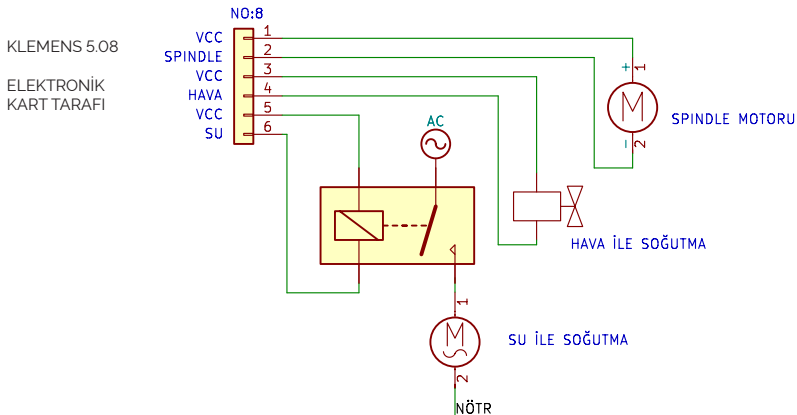 NO:8
KLEMENS 5.08
ELEKTRONİK
KART TARAFI
VCC 1
SPINDLE 2
VCC 3
HAVA 4
VCC 5
SU 6
+ 1
M
- 2
SPINDLE MOTORU
AC
HAVA İLE SOĞUTMA
1
M
2
SU İLE SOĞUTMA
NÖTR